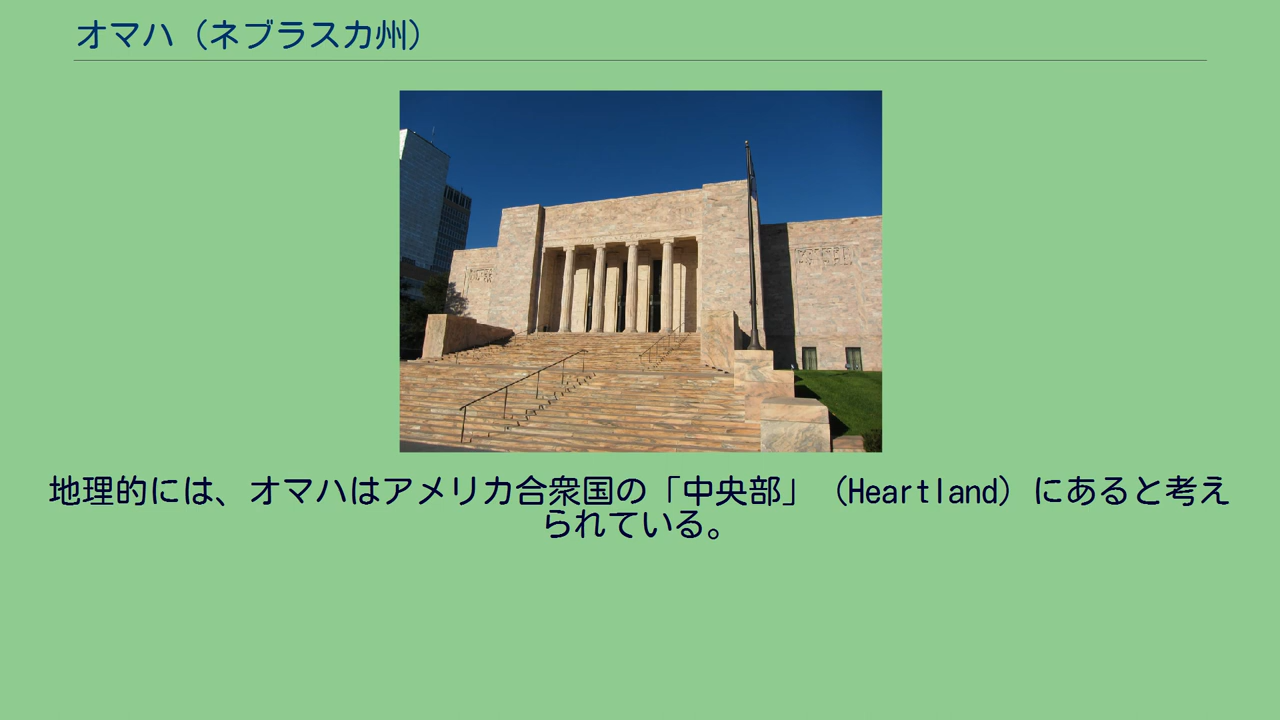 オマハ（ネブラスカ州）
地理的には、オマハはアメリカ合衆国の「中央部」（Heartland）にあると考え
られている。